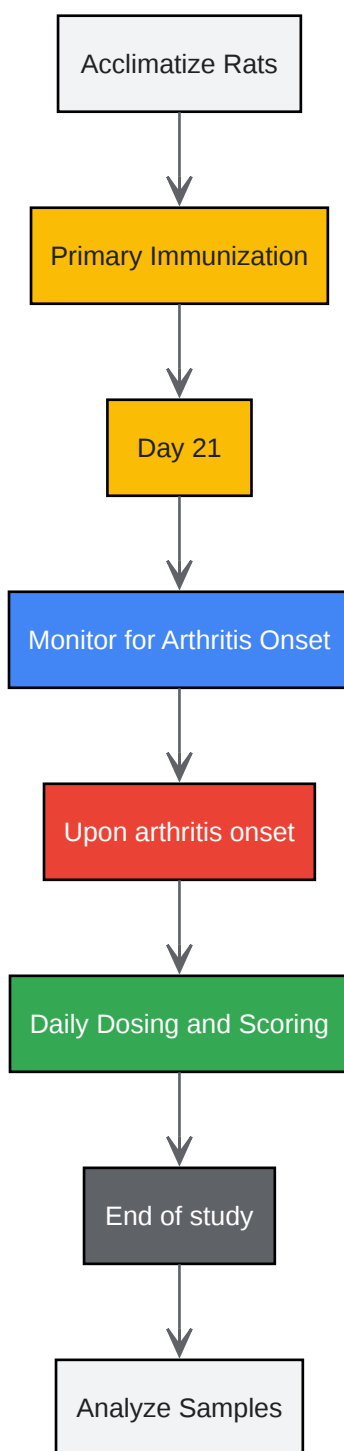 Acclimatize Rats
Primary Immunization
Day 21
Monitor for Arthritis Onset
Upon arthritis onset
Daily Dosing and Scoring
End of study
Analyze Samples